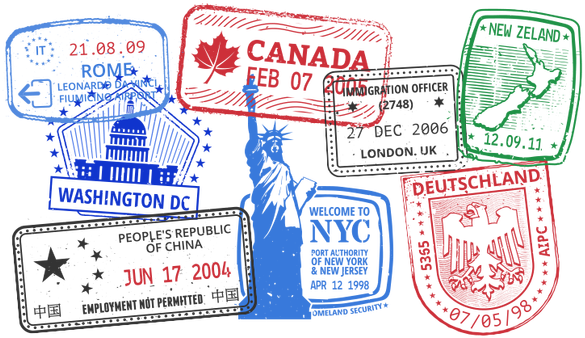 IT
21.08.09
ROME
LEONARDO DA VINCI
FIUMICINO AIRPORT
CANADA
FEB 07 2005
IMMIGRATION OFFICER
(2748)
27 DEC 2006
LONDON. UK
NEW ZELAND
12.09.11
WASHINGTON DC
PEOPLE'S REPUBLIC
OF CHINA
JUN 17 2004
中国 EMPLOYMENT NOT PERMITTED 中国
WELCOME TO
NYC
PORT AUTHORITY
OF NEW YORK
& NEW JERSEY
APR 12 1998
OMELAND SECURITY
DEUTSCHLAND
5365
AIPC
07/05/98